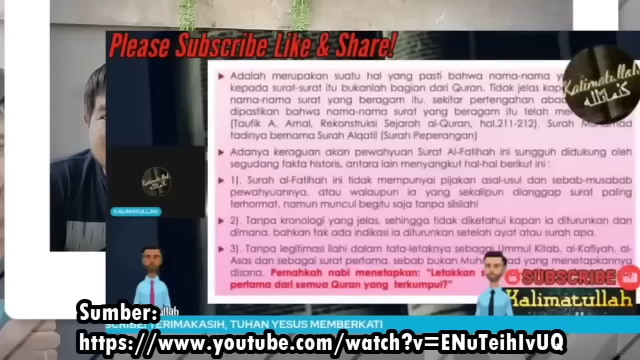 Please Subscribe Like & Share!
Adalah merupakan suatu hal yang pasti bahwa nama-nama
kepada surat-surat itu bukanlah bagian dari Quran. Tidak jelas
nama-nama surat yang beragam itu. sekitar pertengahan
dipastikan bahwa nama-nama surat yang beragam itu telah
(Taufik A, Amal, Rekonstruksi Sejarah al-Quran, hal.211-212). Surah
tadinya bernama Surah Alqatil (Surah Peperangan)
Adanya keraguan akan pewahyuan Surat Al-Fatihah ini sungguh didukung oleh
segudang fakta historis, antara lain menyangkut hal-hal berikut ini :
1). Surah al-Fatihah ini tidak mempunyai pijakan asal-usul dan sebab-musabab
pewahyuannya, atau walaupun ia yang sekalipun dianggap surat paling
terhormat, namun muncul begitu saja tanpa silsilah!
2). Tanpa kronologi yang jelas, sehingga tidak diketahui kapan ia diturunkan dan
dimana, bahkan tak ada indikasi ia diturunkan setelah ayat atau surah apa.
3). Tanpa legitimasi Ilahi dalam tata-letaknya sebagai Ummul Kitab, al-Kafiyah, al-
Asas dan sebagai surat pertama, sebab bukan yang menetapkannya
disana. Pernahkah nabi menetapkan: "Letakkan
pertama dari semua Quran yang terkumpul?"
Kalimatullah
KALIMATULLAH
SUBSCRIBE
Kalimatullah
TERIMAKASIH, TUHAN YESUS MEMBERKATI
Sumber:
https://www.youtube.com/watch?v=ENuTeihIvUQ